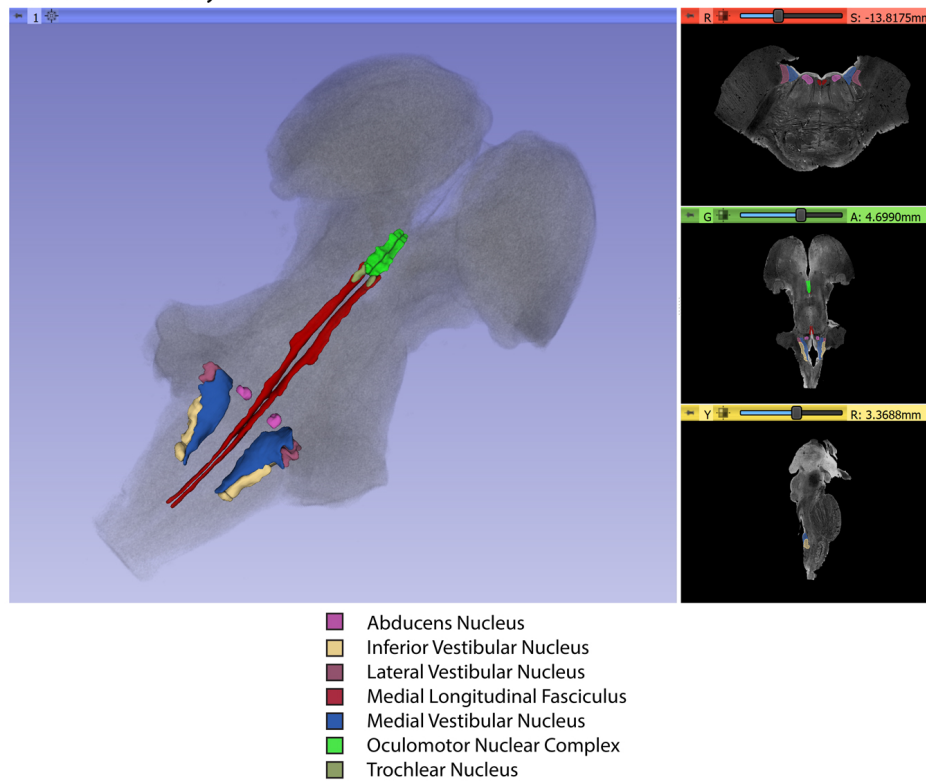 1
R S: -13.8175mm
G A: 4.6990mm
Y R: 3.3688mm
Abducens Nucleus
Inferior Vestibular Nucleus
Lateral Vestibular Nucleus
Medial Longitudinal Fasciculus
Medial Vestibular Nucleus
Oculomotor Nuclear Complex
Trochlear Nucleus